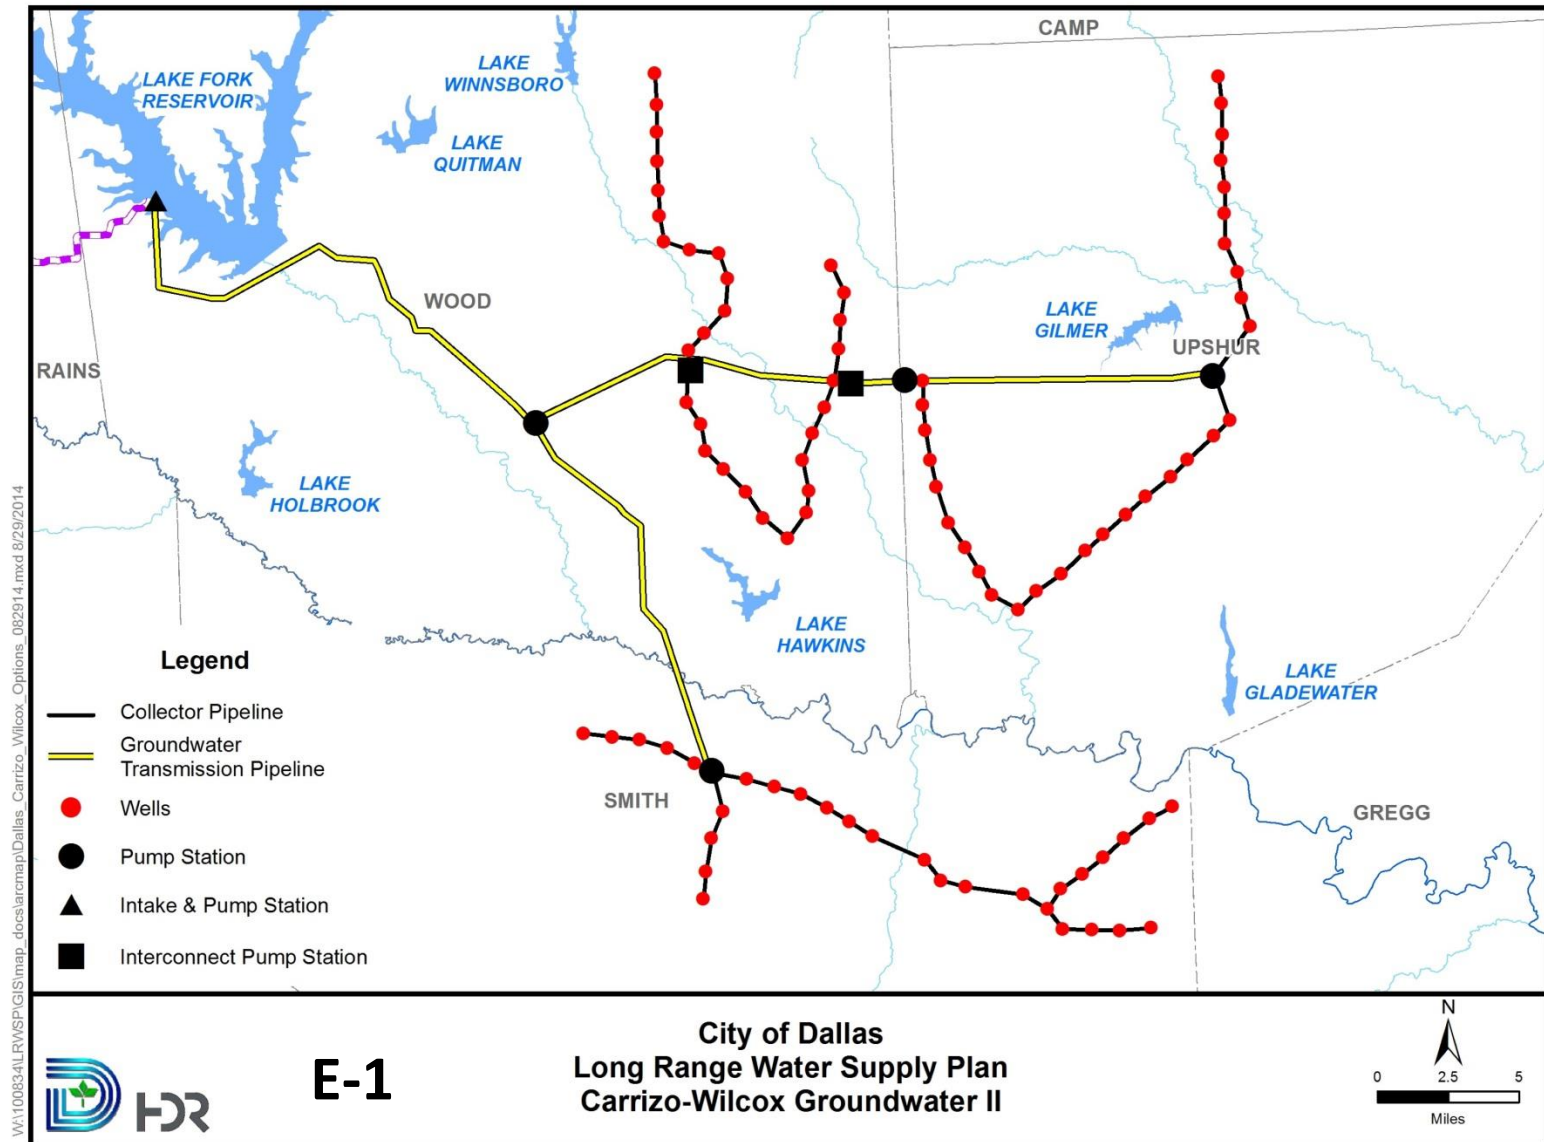 CAMP
LAKE FORK
RESERVOIR
LAKE
WINNSBORO
LAKE
QUITMAN
WOOD
LAKE
GILMER
UPSHUR
RAINS
LAKE
HOLBROOK
LAKE
HAWKINS
LAKE
GLADEWATER
SMITH
GREGG
Legend
Collector Pipeline
Groundwater
Transmission Pipeline
Wells
Pump Station
Intake & Pump Station
Interconnect Pump Station
W:\100834\LRWSP\GIS\map_docs\arcmap\Dallas_Carrizo_Wilcox_Options_082914.mxd 8/29/2014
HDR
E-1
City of Dallas
Long Range Water Supply Plan
Carrizo-Wilcox Groundwater II
N
0 2.5 5
Miles